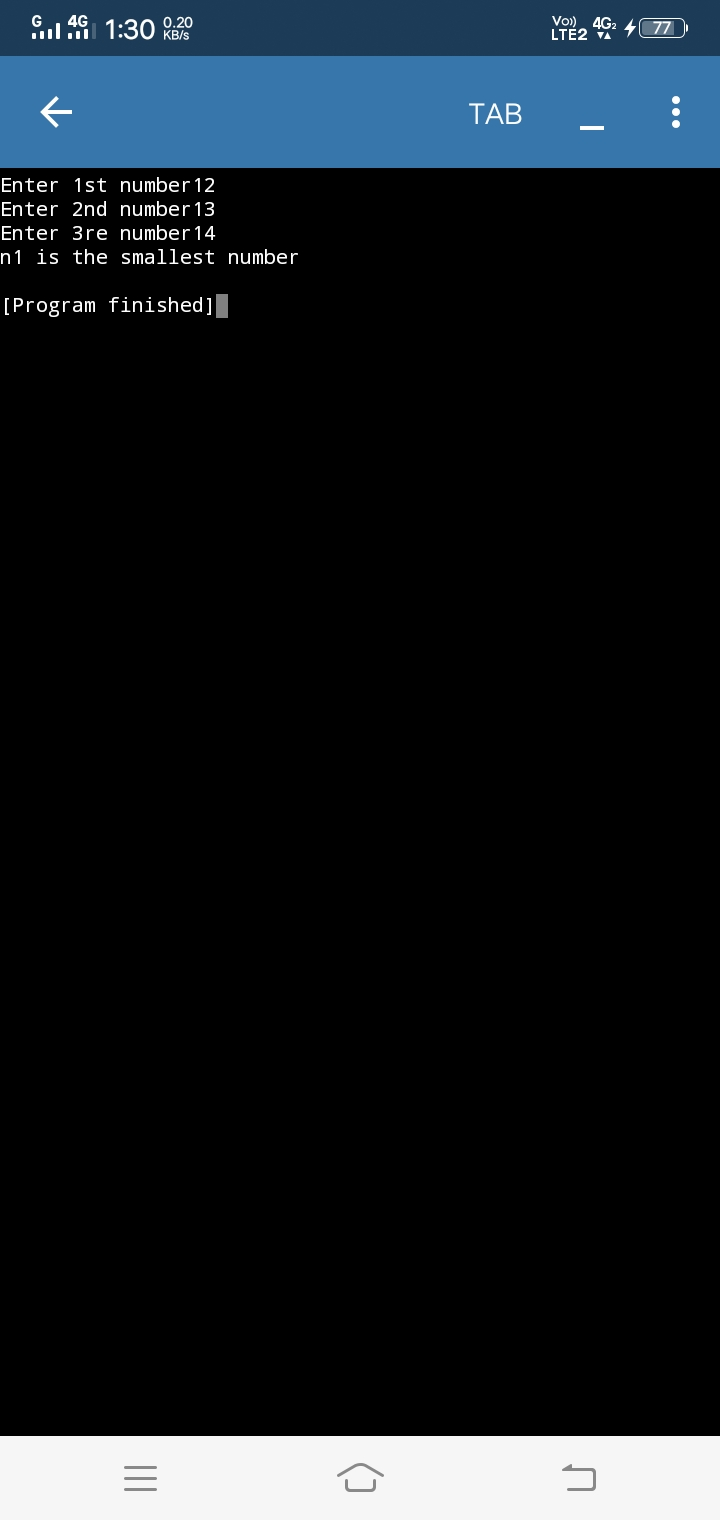 G 4G 1:30 0.20 KB/s Vo)) LTE2 4G2 77
TAB
Enter 1st number12
Enter 2nd number13
Enter 3re number14
n1 is the smallest number
[Program finished]